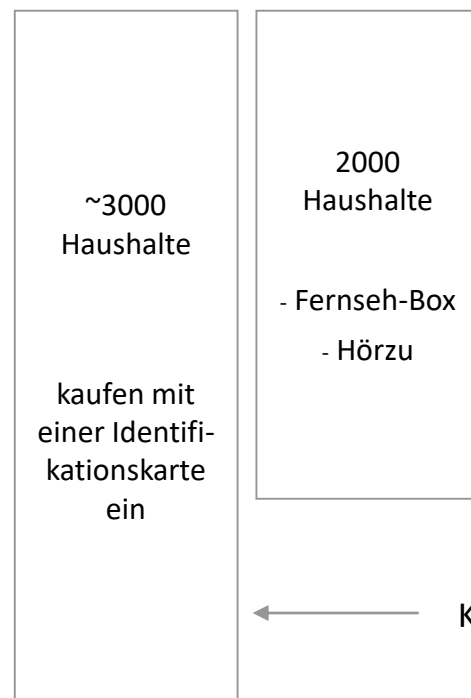 ~3000
Haushalte
kaufen mit
einer Identifi-
kationskarte
ein
2000
Haushalte
- Fernseh-Box
- Hörzu
K